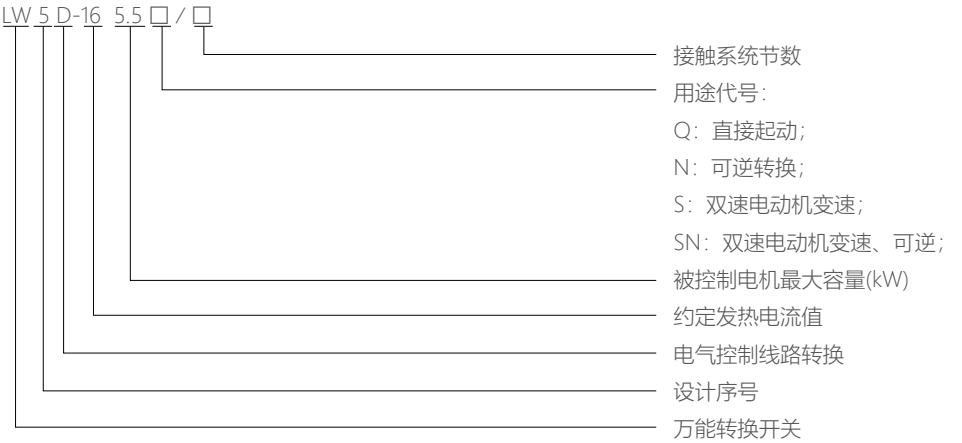 LW 5 D-16 5.5 □ / □
接触系统节数
用途代号：
Q：直接起动；
N：可逆转换；
S：双速电动机变速；
SN：双速电动机变速、可逆；
被控制电机最大容量(kW)
约定发热电流值
电气控制线路转换
设计序号
万能转换开关